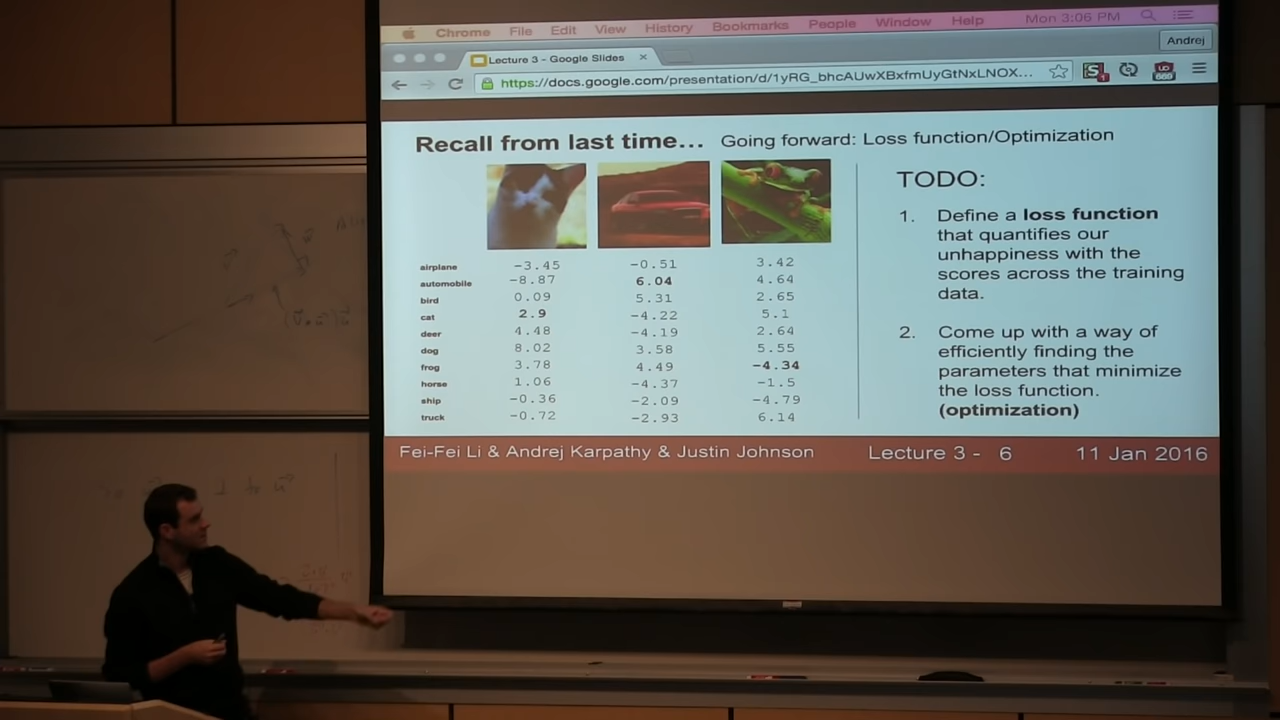 Chrome File Edit View History Bookmarks People Window Help Mon 3:06 PM
Lecture 3 - Google Slides
Andrej
https://docs.google.com/presentation/d/1yRG_bhcAUwXBxfmUyGtNxLNOX...
Recall from last time... Going forward: Loss function/Optimization
airplane -3.45 -0.51 3.42
automobile -8.87 6.04 4.64
bird 0.09 5.31 2.65
cat 2.9 -4.22 5.1
deer 4.48 -4.19 2.64
dog 8.02 3.58 5.55
frog 3.78 4.49 -4.34
horse 1.06 -4.37 -1.5
ship -0.36 -2.09 -4.79
truck -0.72 -2.93 6.14
TODO:
1. Define a loss function
that quantifies our
unhappiness with the
scores across the training
data.
2. Come up with a way of
efficiently finding the
parameters that minimize
the loss function.
(optimization)
Fei-Fei Li & Andrej Karpathy & Justin Johnson Lecture 3 - 6 11 Jan 2016